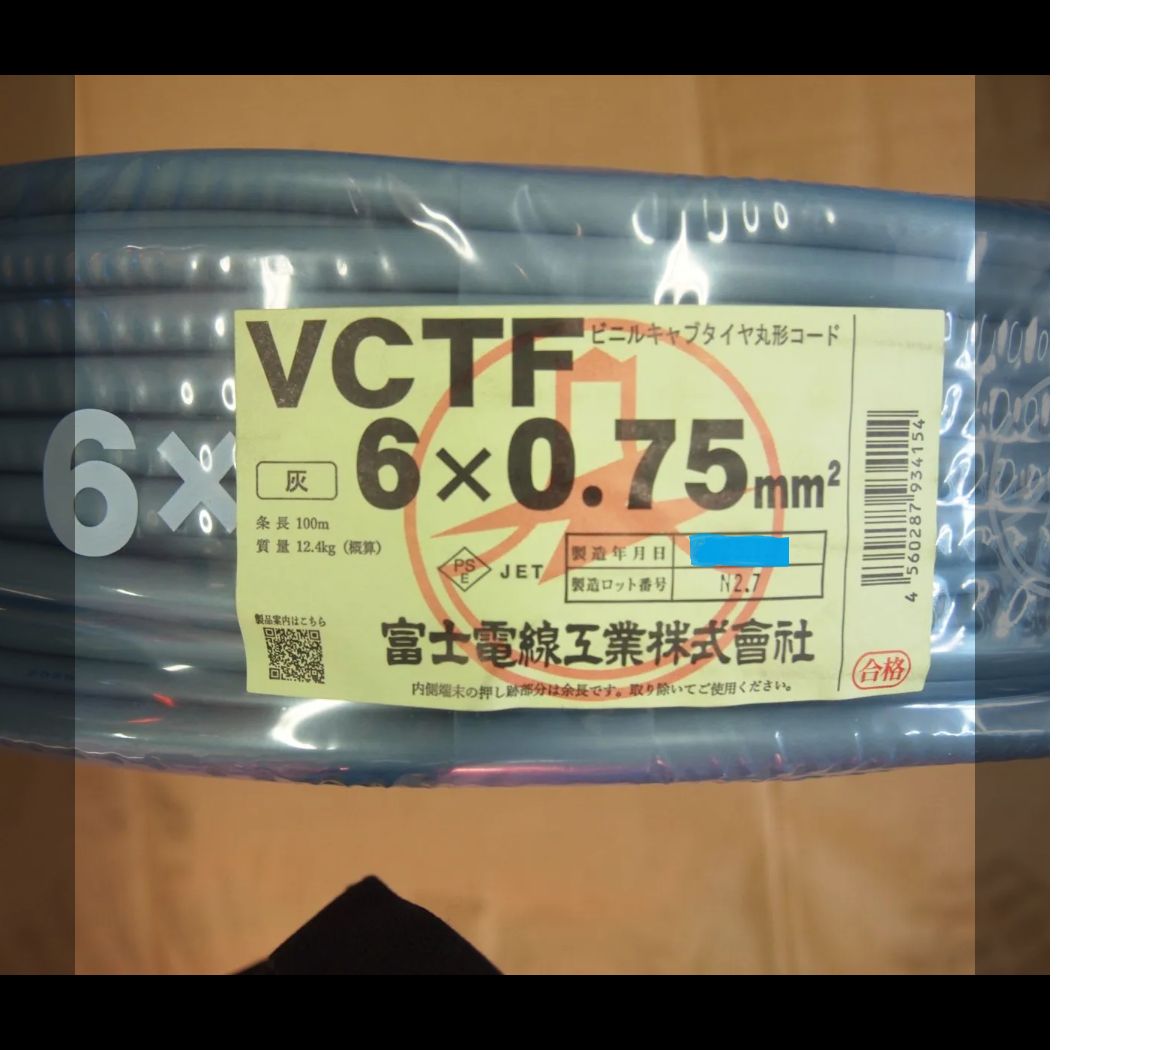 VCTF ビニルキャブタイヤ丸形コード
6×0.75mm²
灰
条長 100m
質量 12.4kg (概算)
PS
E
JET
製造年月日
製造ロット番号 N2.7
製品案内はこちら
富士電線工業株式會社
内側端末の押し跡部分は余長です。取り除いてご使用ください。
4 560287 934154
合格
6×